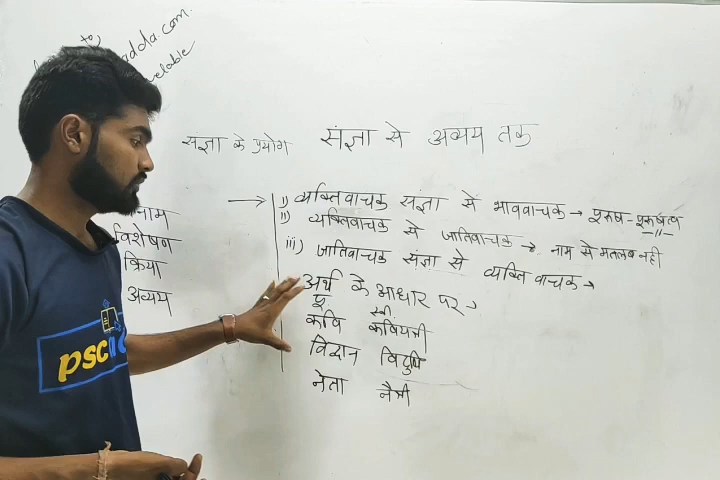 to
adda com.
संज्ञा के प्रयोग
संज्ञा से अव्यय तक
नाम
विशेषण
क्रिया
अव्यय
i) व्यक्तिवाचक संज्ञा से भाववाचक → पुरुष - पुरुषत्व
ii) व्यक्तिवाचक से जातिवाचक → नाम से मतलब नही
iii) जातिवाचक संज्ञा से व्यक्ति वाचक →
अर्थ के आधार पर →
पु स्त्री
कवि कवियत्री
विद्वान विदुषि
नेता नेत्री
psc